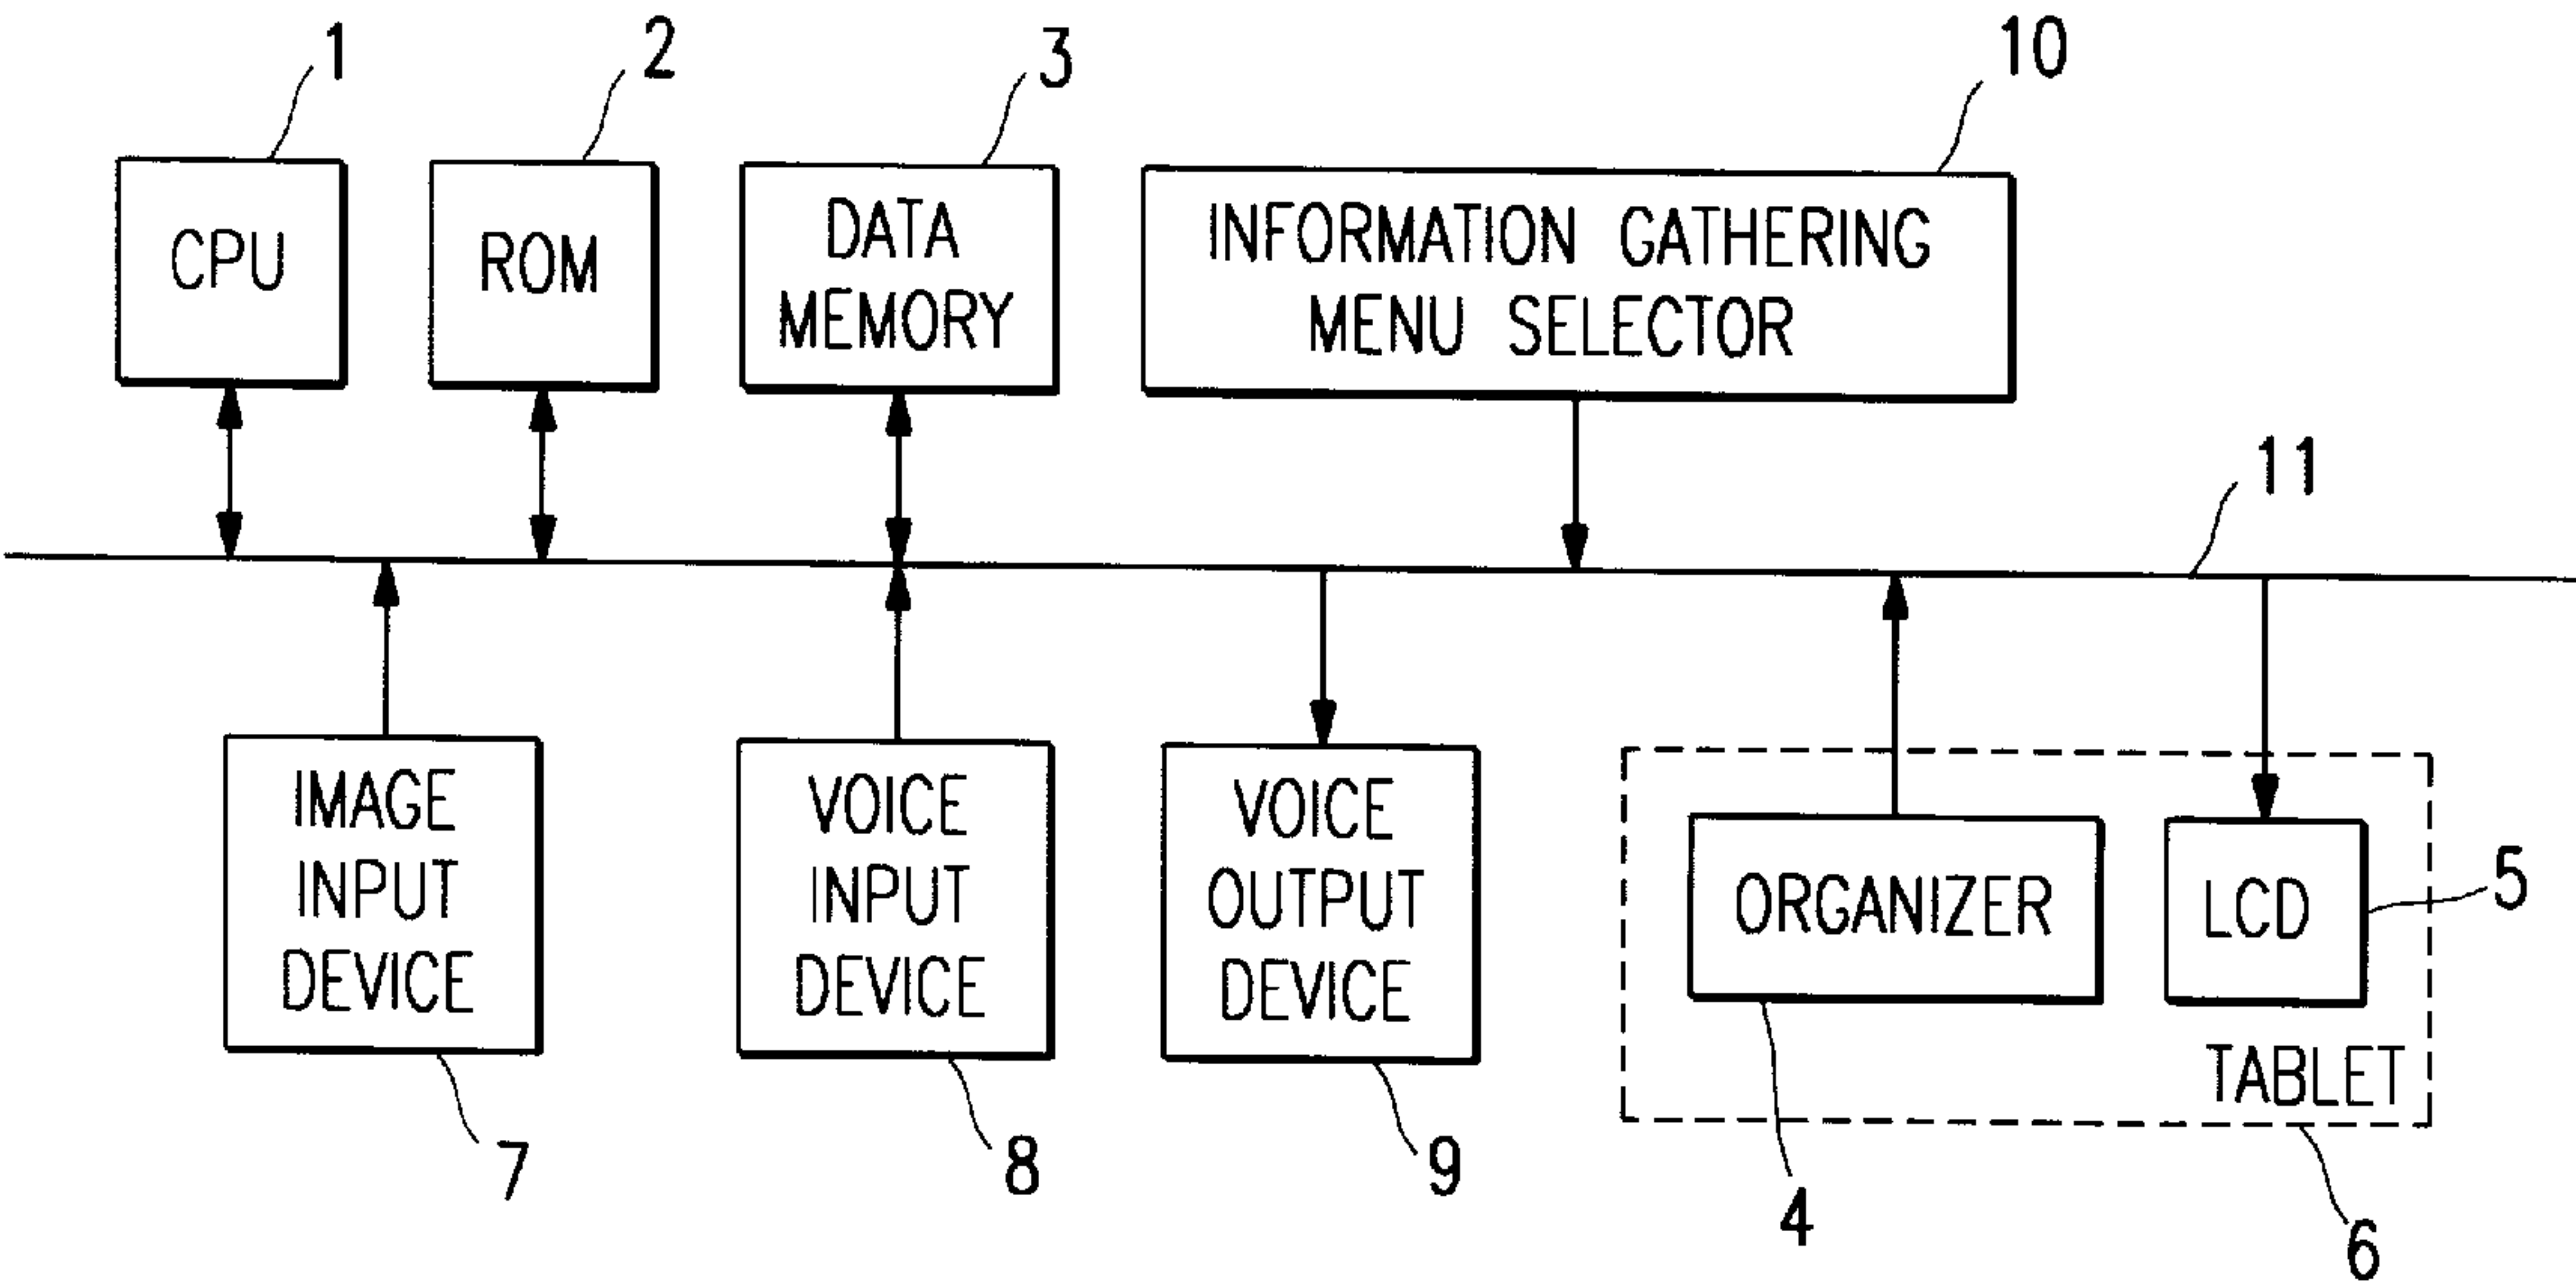 1
2
3
10
CPU
ROM
DATA
MEMORY
INFORMATION GATHERING
MENU SELECTOR
11
IMAGE
INPUT
DEVICE
VOICE
INPUT
DEVICE
VOICE
OUTPUT
DEVICE
ORGANIZER
LCD
5
TABLET
7
8
9
4
6